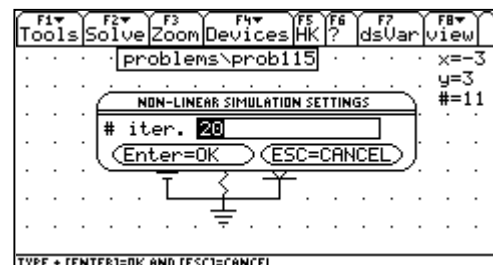 F1▼ F2▼ F3 F4▼ F5 F6 F7 F8▼
Tools Solve Zoom Devices HK ? dsVar view
problems\prob115
x=-3
y=3
#=11
NON-LINEAR SIMULATION SETTINGS
# iter. 20
Enter=OK ESC=CANCEL
TYPE + [ENTER]=OK AND [ESC]=CANCEL